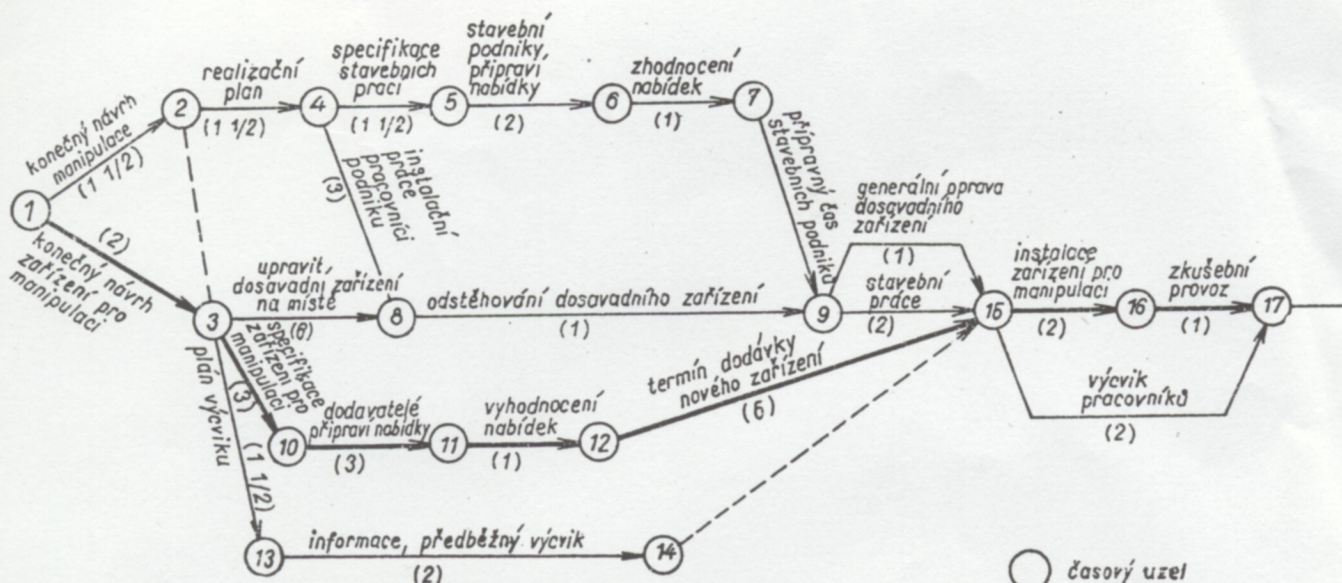 konečný návrh
manipulace
(1 1/2)
1
(2)
konečný návrh
zařízení pro
manipulaci
2
realizační
plán
(1 1/2)
4
specifikace
stavebních
prací
(1 1/2)
5
stavební
podniky,
připraví
nabídky
(2)
6
zhodnocení
nabídek
(1)
7
přípravný čas
stavebních podniků
instalační
práce
pracovníci
podniku
(3)
3
upravit,
dosavadní zařízení
na místě
(6)
8
odstěhování dosavadního zařízení
(1)
9
generální oprava
dosavadního
zařízení
(1)
stavební
práce
(2)
15
instalace
zařízení pro
manipulaci
(2)
16
zkušební
provoz
(1)
17
výcvik
pracovníků
(2)
specifikace
zařízení pro
manipulaci
(3)
10
dodavatelé
připraví nabídky
(3)
11
vyhodnocení
nabídek
(1)
12
termín dodávky
nového zařízení
(6)
plán výcviku
(1 1/2)
13
informace, předběžný výcvik
(2)
14
časový uzel